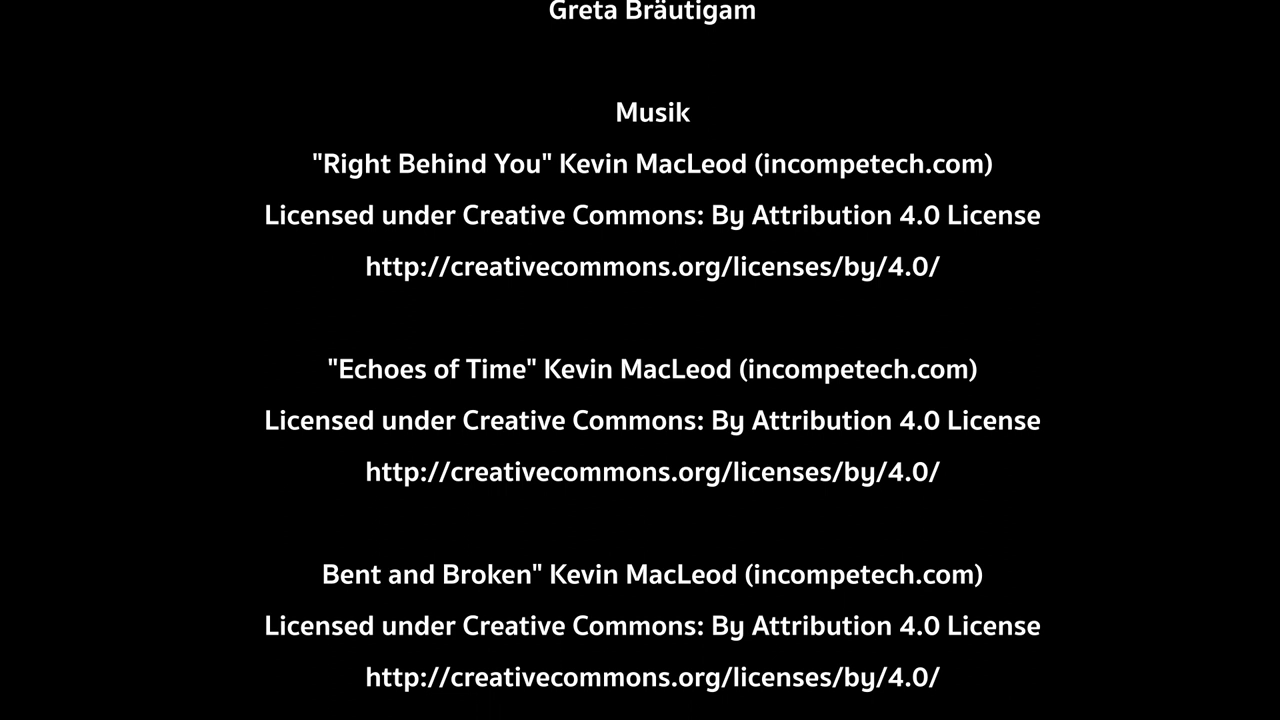 Greta Bräutigam
Musik
"Right Behind You" Kevin MacLeod (incompetech.com)
Licensed under Creative Commons: By Attribution 4.0 License
http://creativecommons.org/licenses/by/4.0/
"Echoes of Time" Kevin MacLeod (incompetech.com)
Licensed under Creative Commons: By Attribution 4.0 License
http://creativecommons.org/licenses/by/4.0/
Bent and Broken" Kevin MacLeod (incompetech.com)
Licensed under Creative Commons: By Attribution 4.0 License
http://creativecommons.org/licenses/by/4.0/